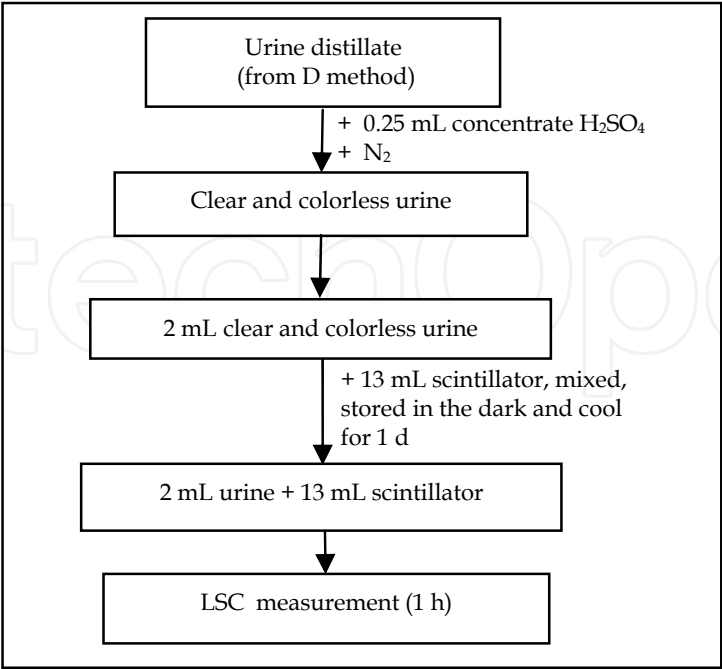 Urine distillate
(from D method)
+ 0.25 mL concentrate H₂SO₄
+ N₂
Clear and colorless urine
2 mL clear and colorless urine
+ 13 mL scintillator, mixed,
stored in the dark and cool
for 1 d
2 mL urine + 13 mL scintillator
LSC measurement (1 h)